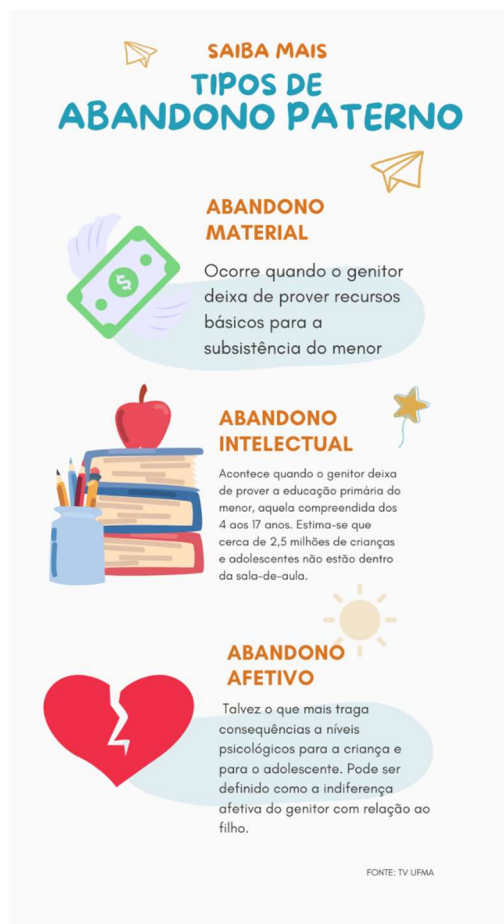 SAIBA MAIS
TIPOS DE
ABANDONO PATERNO
ABANDONO
MATERIAL
Ocorre quando o genitor
deixa de prover recursos
básicos para a
subsistência do menor
ABANDONO
INTELECTUAL
Acontece quando o genitor deixa
de prover a educação primária do
menor, aquela compreendida dos
4 aos 17 anos. Estima-se que
cerca de 2,5 milhões de crianças
e adolescentes não estão dentro
da sala-de-aula.
ABANDONO
AFETIVO
Talvez o que mais traga
consequências a níveis
psicológicos para a criança e
para o adolescente. Pode ser
definido como a indiferença
afetiva do genitor com relação ao
filho.
FONTE: TV UFMA